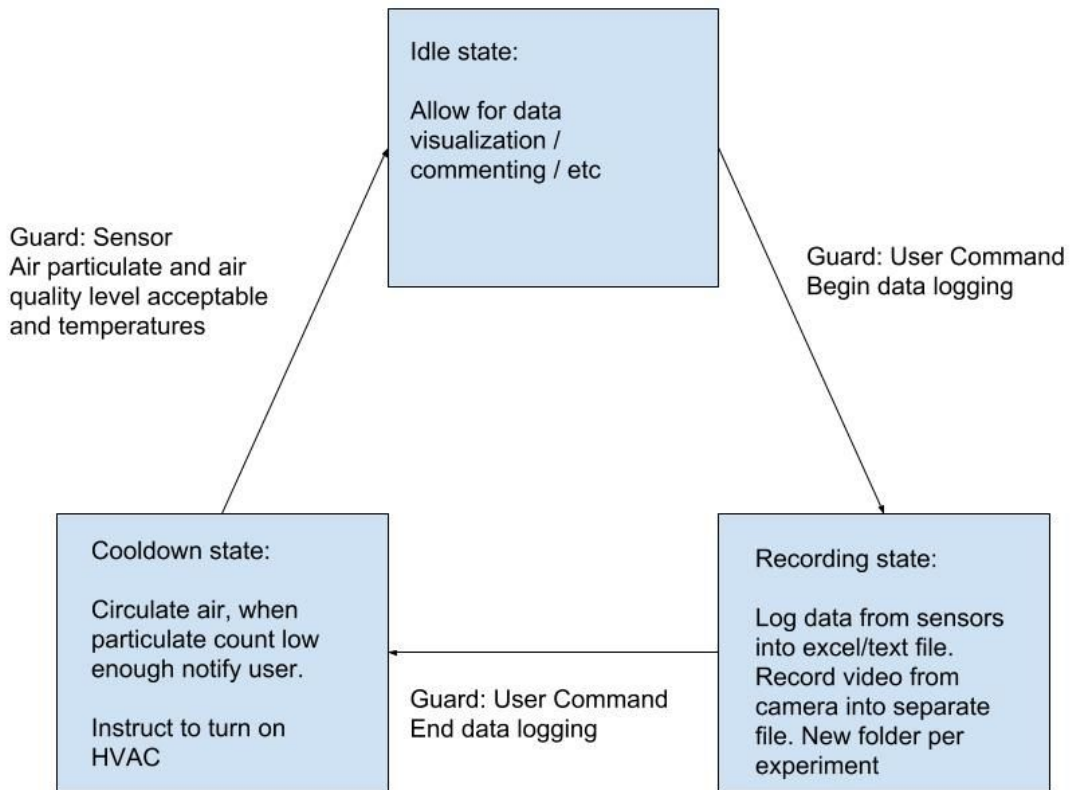 Idle state:
Allow for data
visualization /
commenting / etc
Guard: Sensor
Air particulate and air
quality level acceptable
and temperatures
Guard: User Command
Begin data logging
Cooldown state:
Circulate air, when
particulate count low
enough notify user.
Instruct to turn on
HVAC
Guard: User Command
End data logging
Recording state:
Log data from sensors
into excel/text file.
Record video from
camera into separate
file. New folder per
experiment